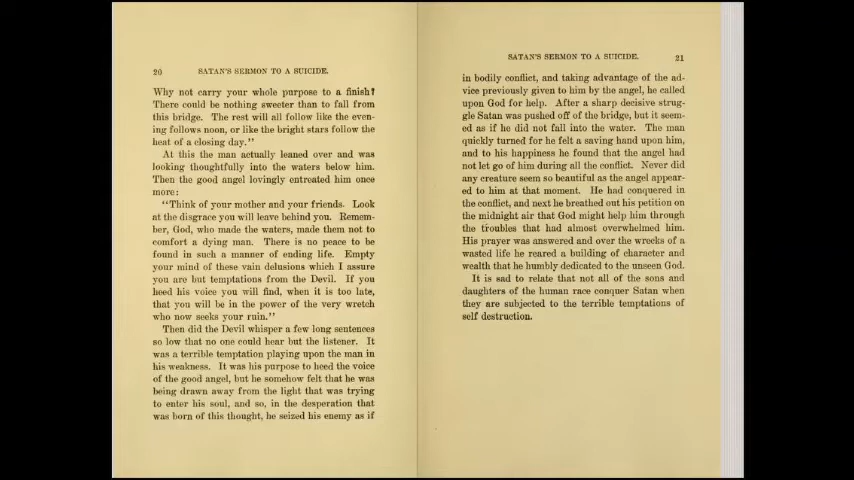 20 SATAN'S SERMON TO A SUICIDE.
Why not carry your whole purpose to a finish?
There could be nothing sweeter than to fall from
this bridge. The rest will all follow like the even-
ing follows noon, or like the bright stars follow the
heat of a closing day."
At this the man actually leaned over and was
looking thoughtfully into the waters below him.
Then the good angel lovingly entreated him once
more:
"Think of your mother and your friends. Look
at the disgrace you will leave behind you. Remem-
ber, God, who made the waters, made them not to
comfort a dying man. There is no peace to be
found in such a manner of ending life. Empty
your mind of these vain delusions which I assure
you are but temptations from the Devil. If you
heed his voice you will find, when it is too late,
that you will be in the power of the very wretch
who now seeks your ruin."
Then did the Devil whisper a few long sentences
so low that no one could hear but the listener. It
was a terrible temptation playing upon the man in
his weakness. It was his purpose to heed the voice
of the good angel, but he somehow felt that he was
being drawn away from the light that was trying
to enter his soul, and so, in the desperation that
was born of this thought, he seized his enemy as if
SATAN'S SERMON TO A SUICIDE. 21
in bodily conflict, and taking advantage of the ad-
vice previously given to him by the angel, he called
upon God for help. After a sharp decisive strug-
gle Satan was pushed off of the bridge, but it seem-
ed as if he did not fall into the water. The man
quickly turned for he felt a saving hand upon him,
and to his happiness he found that the angel had
not let go of him during all the conflict. Never did
any creature seem so beautiful as the angel appear-
ed to him at that moment. He had conquered in
the conflict, and next he breathed out his petition on
the midnight air that God might help him through
the troubles that had almost overwhelmed him.
His prayer was answered and over the wrecks of a
wasted life he reared a building of character and
wealth that he humbly dedicated to the unseen God.
It is sad to relate that not all of the sons and
daughters of the human race conquer Satan when
they are subjected to the terrible temptations of
self destruction.